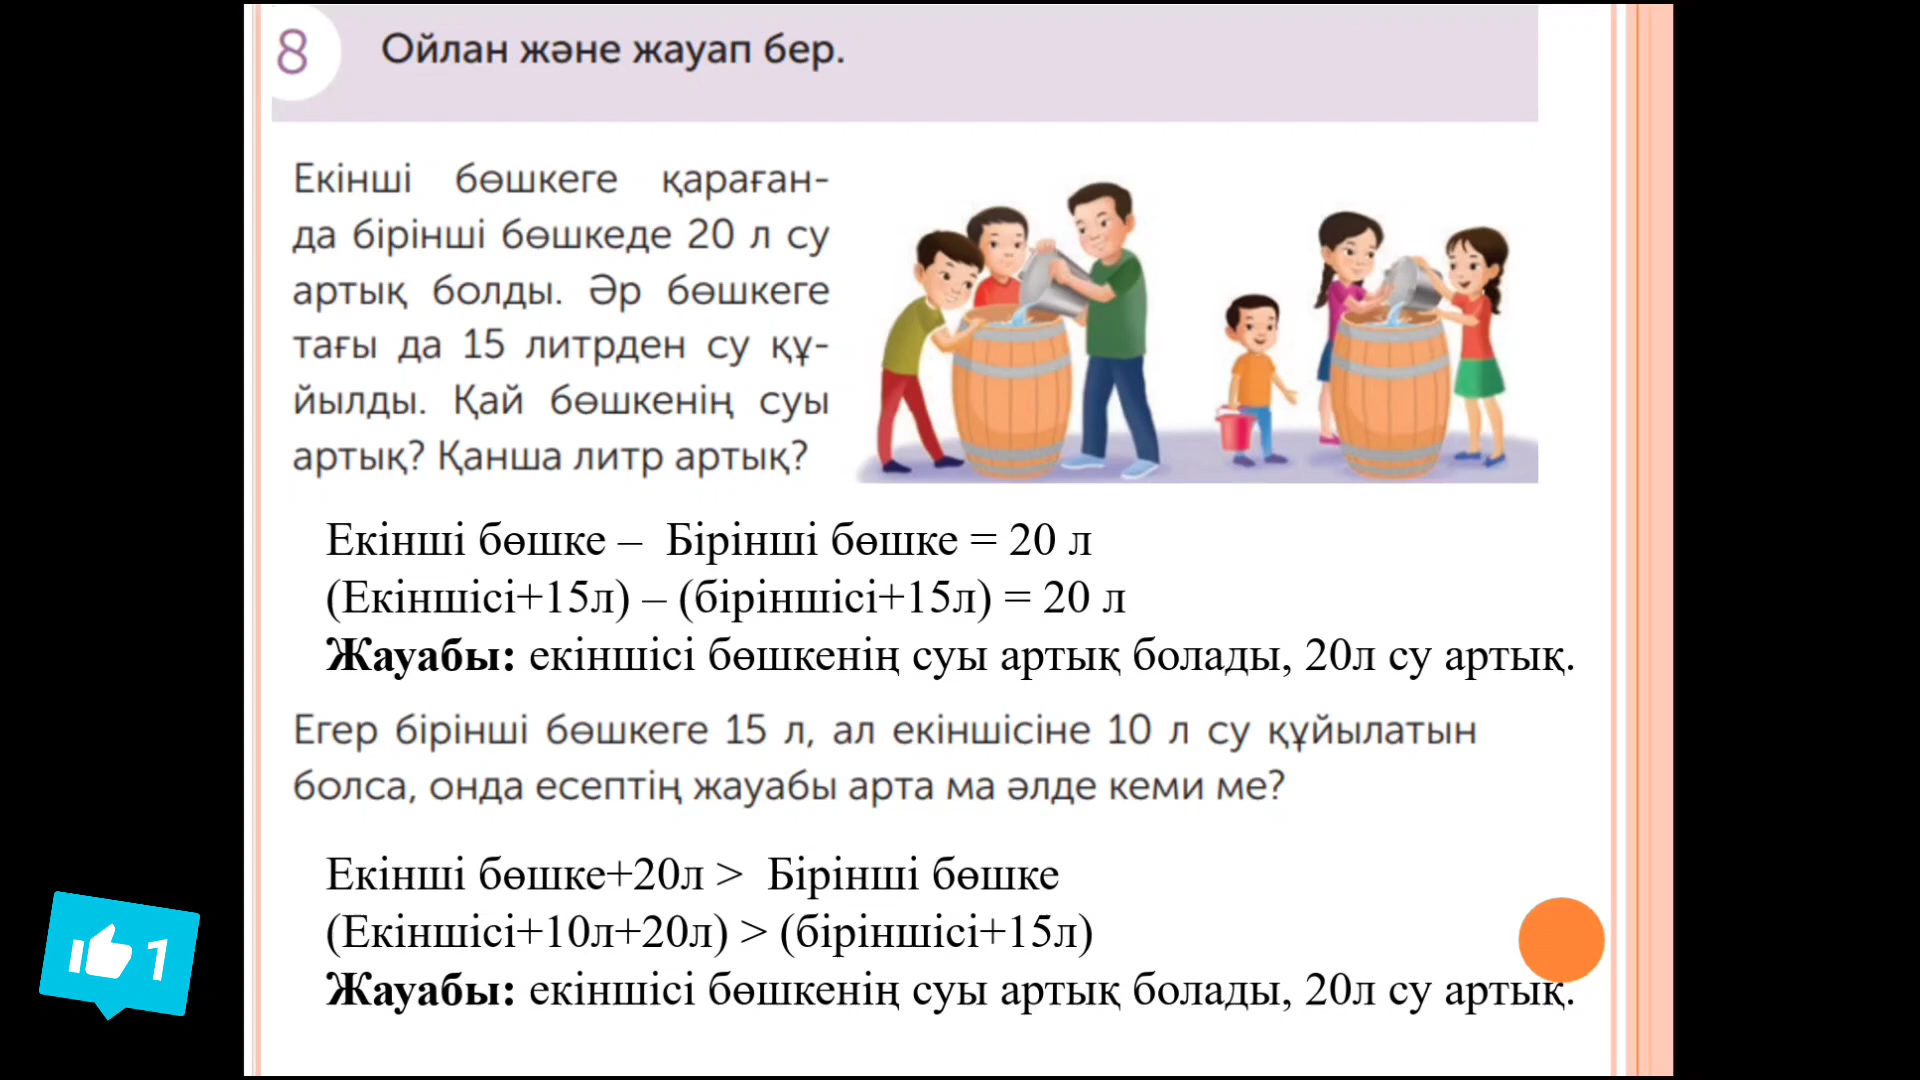 8
Ойлан және жауап бер.
Екінші бөшкеге қараған-
да бірінші бөшкеде 20 л су
артық болды. Әр бөшкеге
тағы да 15 литрден су құ-
йылды. Қай бөшкенің суы
артық? Қанша литр артық?
Екінші бөшке – Бірінші бөшке = 20 л
(Екіншісі+15л) – (біріншісі+15л) = 20 л
Жауабы: екіншісі бөшкенің суы артық болады, 20л су артық.
Егер бірінші бөшкеге 15 л, ал екіншісіне 10 л су құйылатын
болса, онда есептің жауабы арта ма әлде кеми ме?
Екінші бөшке+20л > Бірінші бөшке
(Екіншісі+10л+20л) > (біріншісі+15л)
Жауабы: екіншісі бөшкенің суы артық болады, 20л су артық.
1